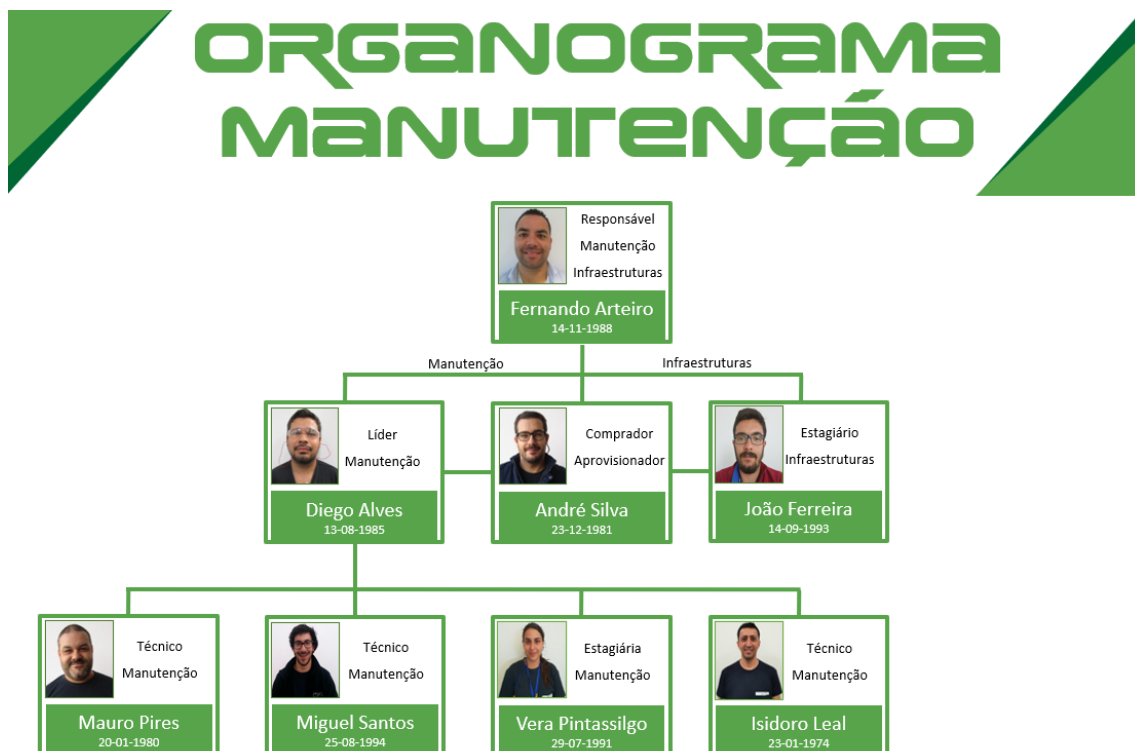 ORGANOGRAMA
MANUTENÇÃO
Responsável
Manutenção
Infraestruturas
Fernando Arteiro
14-11-1988
Manutenção
Infraestruturas
Líder
Manutenção
Diego Alves
13-08-1985
Comprador
Aprovisionador
André Silva
23-12-1981
Estagiário
Infraestruturas
João Ferreira
14-09-1993
Técnico
Manutenção
Mauro Pires
20-01-1980
Técnico
Manutenção
Miguel Santos
25-08-1994
Estagiária
Manutenção
Vera Pintassilgo
29-07-1991
Técnico
Manutenção
Isidoro Leal
23-01-1974